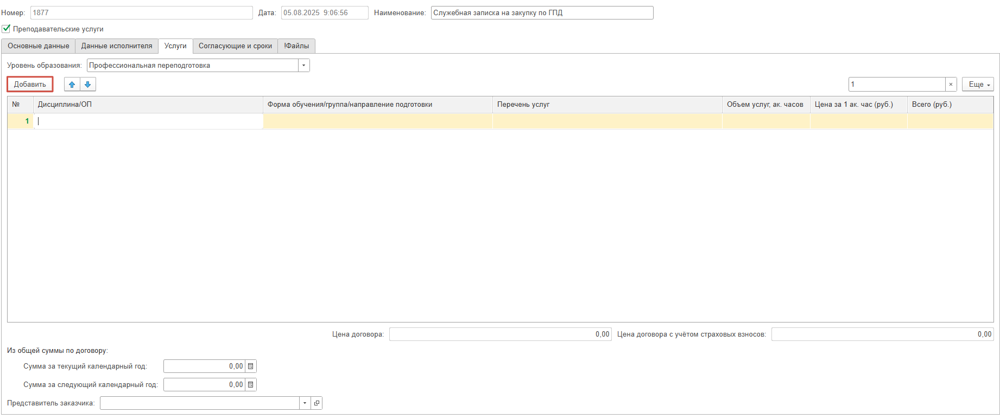 Номер: 1877 Дата: 05.08.2025 9:06:56 Наименование: Служебная записка на закупку по ГПД
Преподавательские услуги
Основные данные Данные исполнителя Услуги Согласующие и сроки !Файлы
Уровень образования: Профессиональная переподготовка
Добавить 1 × Еще
№ Дисциплина/ОП Форма обучения/группа/направление подготовки Перечень услуг Объем услуг, ак. часов Цена за 1 ак. час (руб.) Всего (руб.)
1
Цена договора: 0,00 Цена договора с учётом страховых взносов: 0,00
Из общей суммы по договору:
Сумма за текущий календарный год: 0,00
Сумма за следующий календарный год: 0,00
Представитель заказчика: